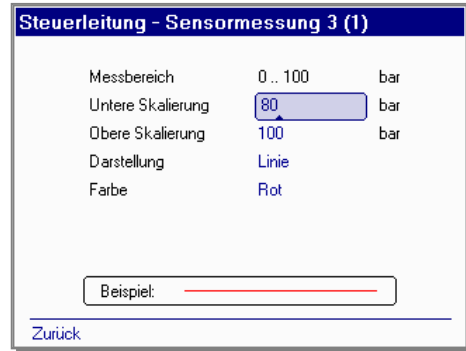 Steuerleitung - Sensormessung 3 (1)
Messbereich 0 .. 100 bar
Untere Skalierung 80 bar
Obere Skalierung 100 bar
Darstellung Linie
Farbe Rot
Beispiel:
Zurück